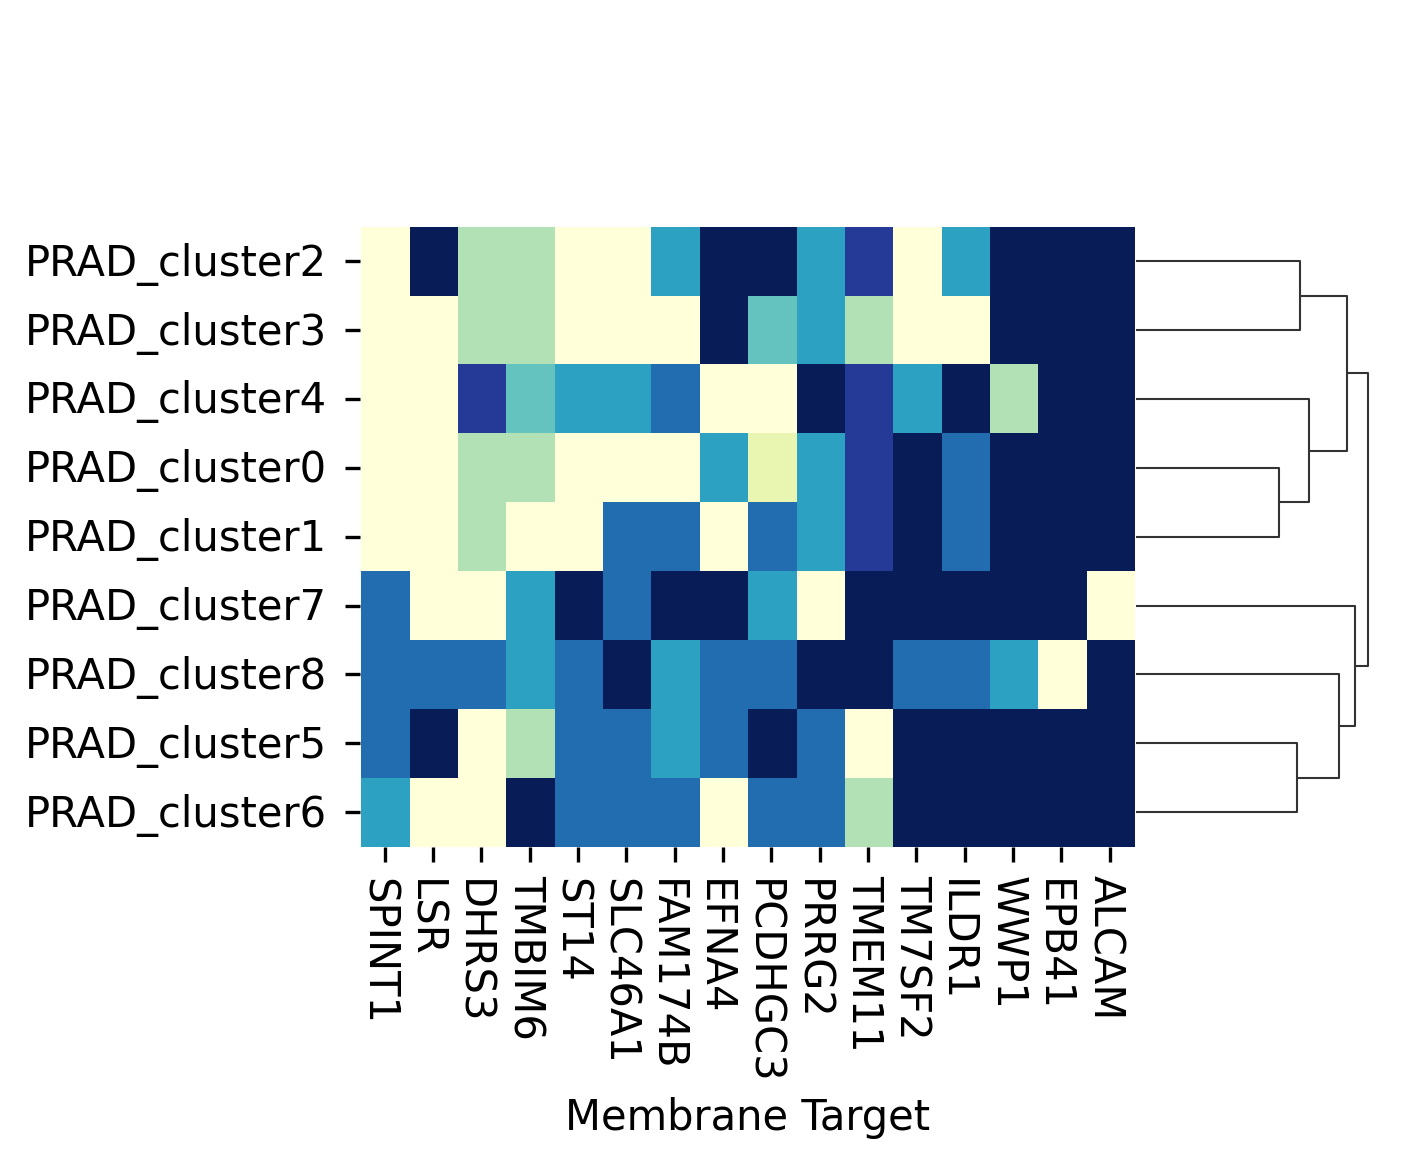 PRAD_cluster2
PRAD_cluster3
PRAD_cluster4
PRAD_cluster0
PRAD_cluster1
PRAD_cluster7
PRAD_cluster8
PRAD_cluster5
PRAD_cluster6
SPINT1
LSR
DHRS3
TMBIM6
ST14
SLC46A1
FAM174B
EFNA4
PCDHGC3
PRRG2
TMEM11
TM7SF2
ILDR1
WWP1
EPB41
ALCAM
Membrane Target